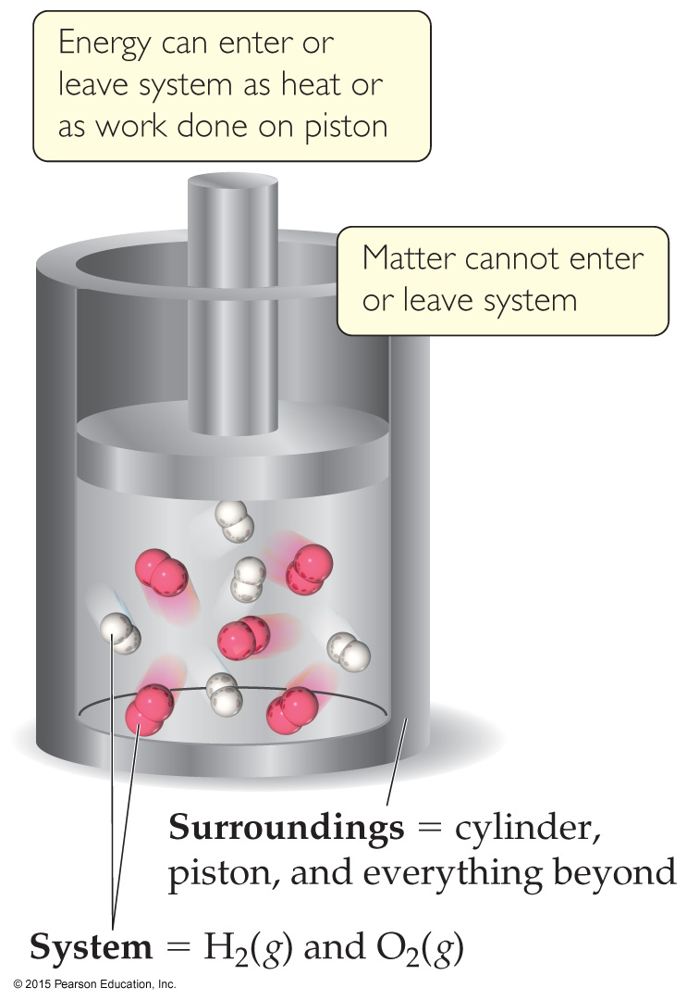 Energy can enter or
leave system as heat or
as work done on piston
Matter cannot enter
or leave system
Surroundings = cylinder,
piston, and everything beyond
System = H₂(g) and O₂(g)
© 2015 Pearson Education, Inc.